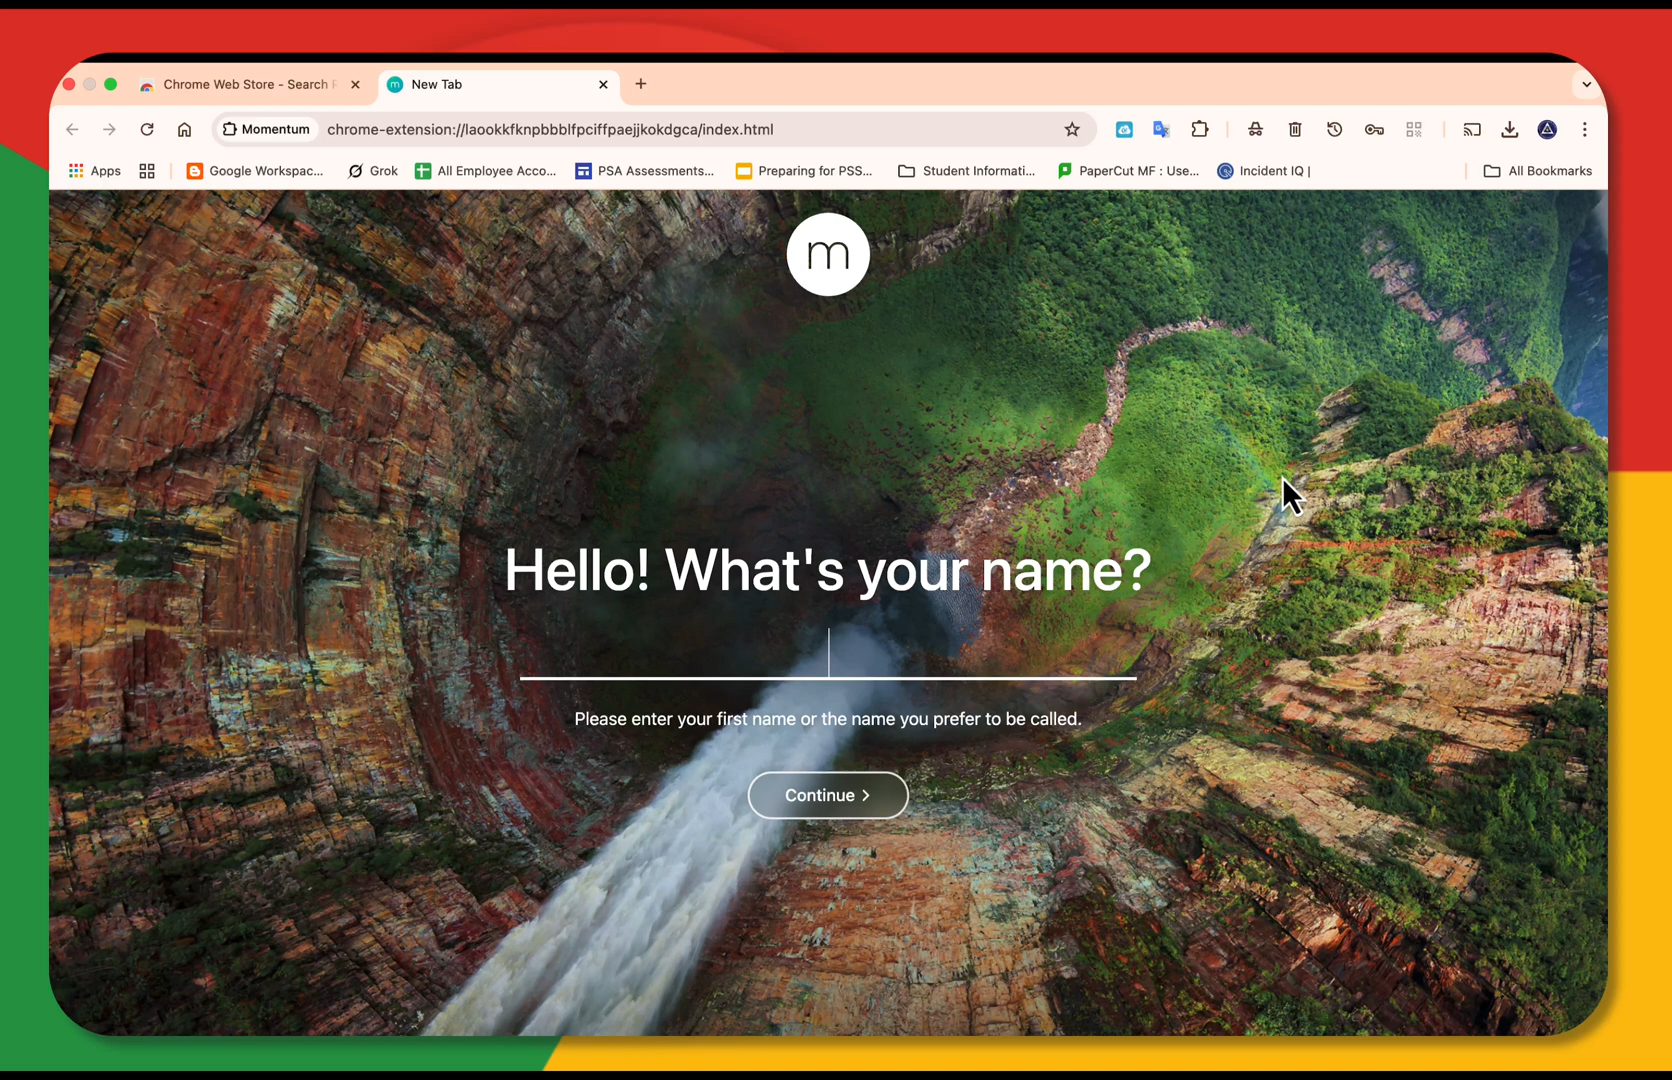 Chrome Web Store - Search R
New Tab
Momentum
chrome-extension://laookkfknpbbblfpciffpaejjkokdgca/index.html
Apps
Google Workspac...
Grok
All Employee Acco...
PSA Assessments...
Preparing for PSS...
Student Informati...
PaperCut MF : Use...
Incident IQ |
All Bookmarks
m
Hello! What's your name?
Please enter your first name or the name you prefer to be called.
Continue >